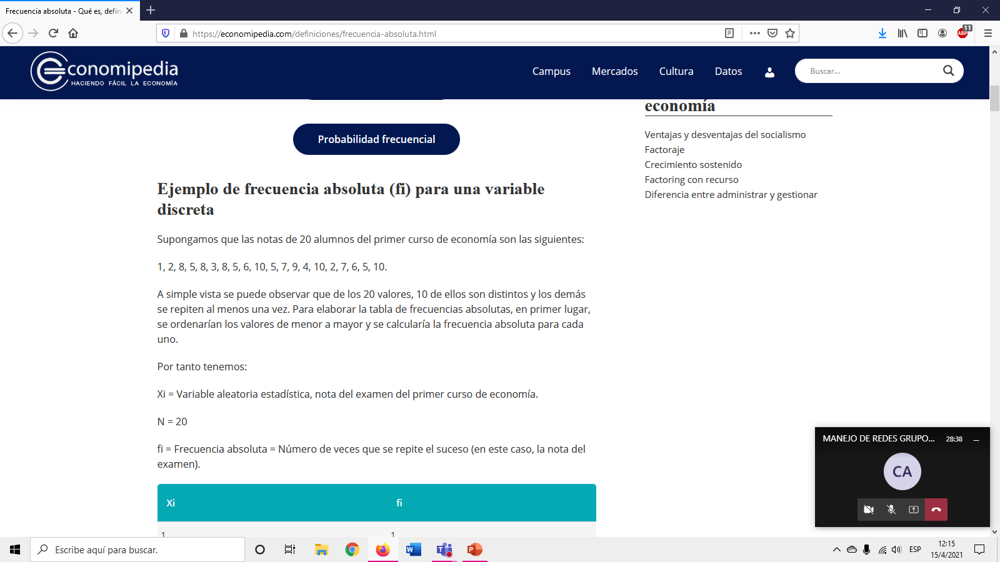 Frecuencia absoluta - Qué es, defini
https://economipedia.com/definiciones/frecuencia-absoluta.html
ABP
11
conomipedia
HACIENDO FÁCIL LA ECONOMÍA
Campus
Mercados
Cultura
Datos
Buscar...
economía
Ventajas y desventajas del socialismo
Factoraje
Crecimiento sostenido
Factoring con recurso
Diferencia entre administrar y gestionar
Probabilidad frecuencial
Ejemplo de frecuencia absoluta (fi) para una variable
discreta
Supongamos que las notas de 20 alumnos del primer curso de economía son las siguientes:
1, 2, 8, 5, 8, 3, 8, 5, 6, 10, 5, 7, 9, 4, 10, 2, 7, 6, 5, 10.
A simple vista se puede observar que de los 20 valores, 10 de ellos son distintos y los demás
se repiten al menos una vez. Para elaborar la tabla de frecuencias absolutas, en primer lugar,
se ordenarían los valores de menor a mayor y se calcularía la frecuencia absoluta para cada
uno.
Por tanto tenemos:
Xi = Variable aleatoria estadística, nota del examen del primer curso de economía.
N = 20
fi = Frecuencia absoluta = Número de veces que se repite el suceso (en este caso, la nota del
examen).
Xi fi
1 1
MANEJO DE REDES GRUPO... 28:38
CA
Escribe aquí para buscar.
ESP
12:15
15/4/2021